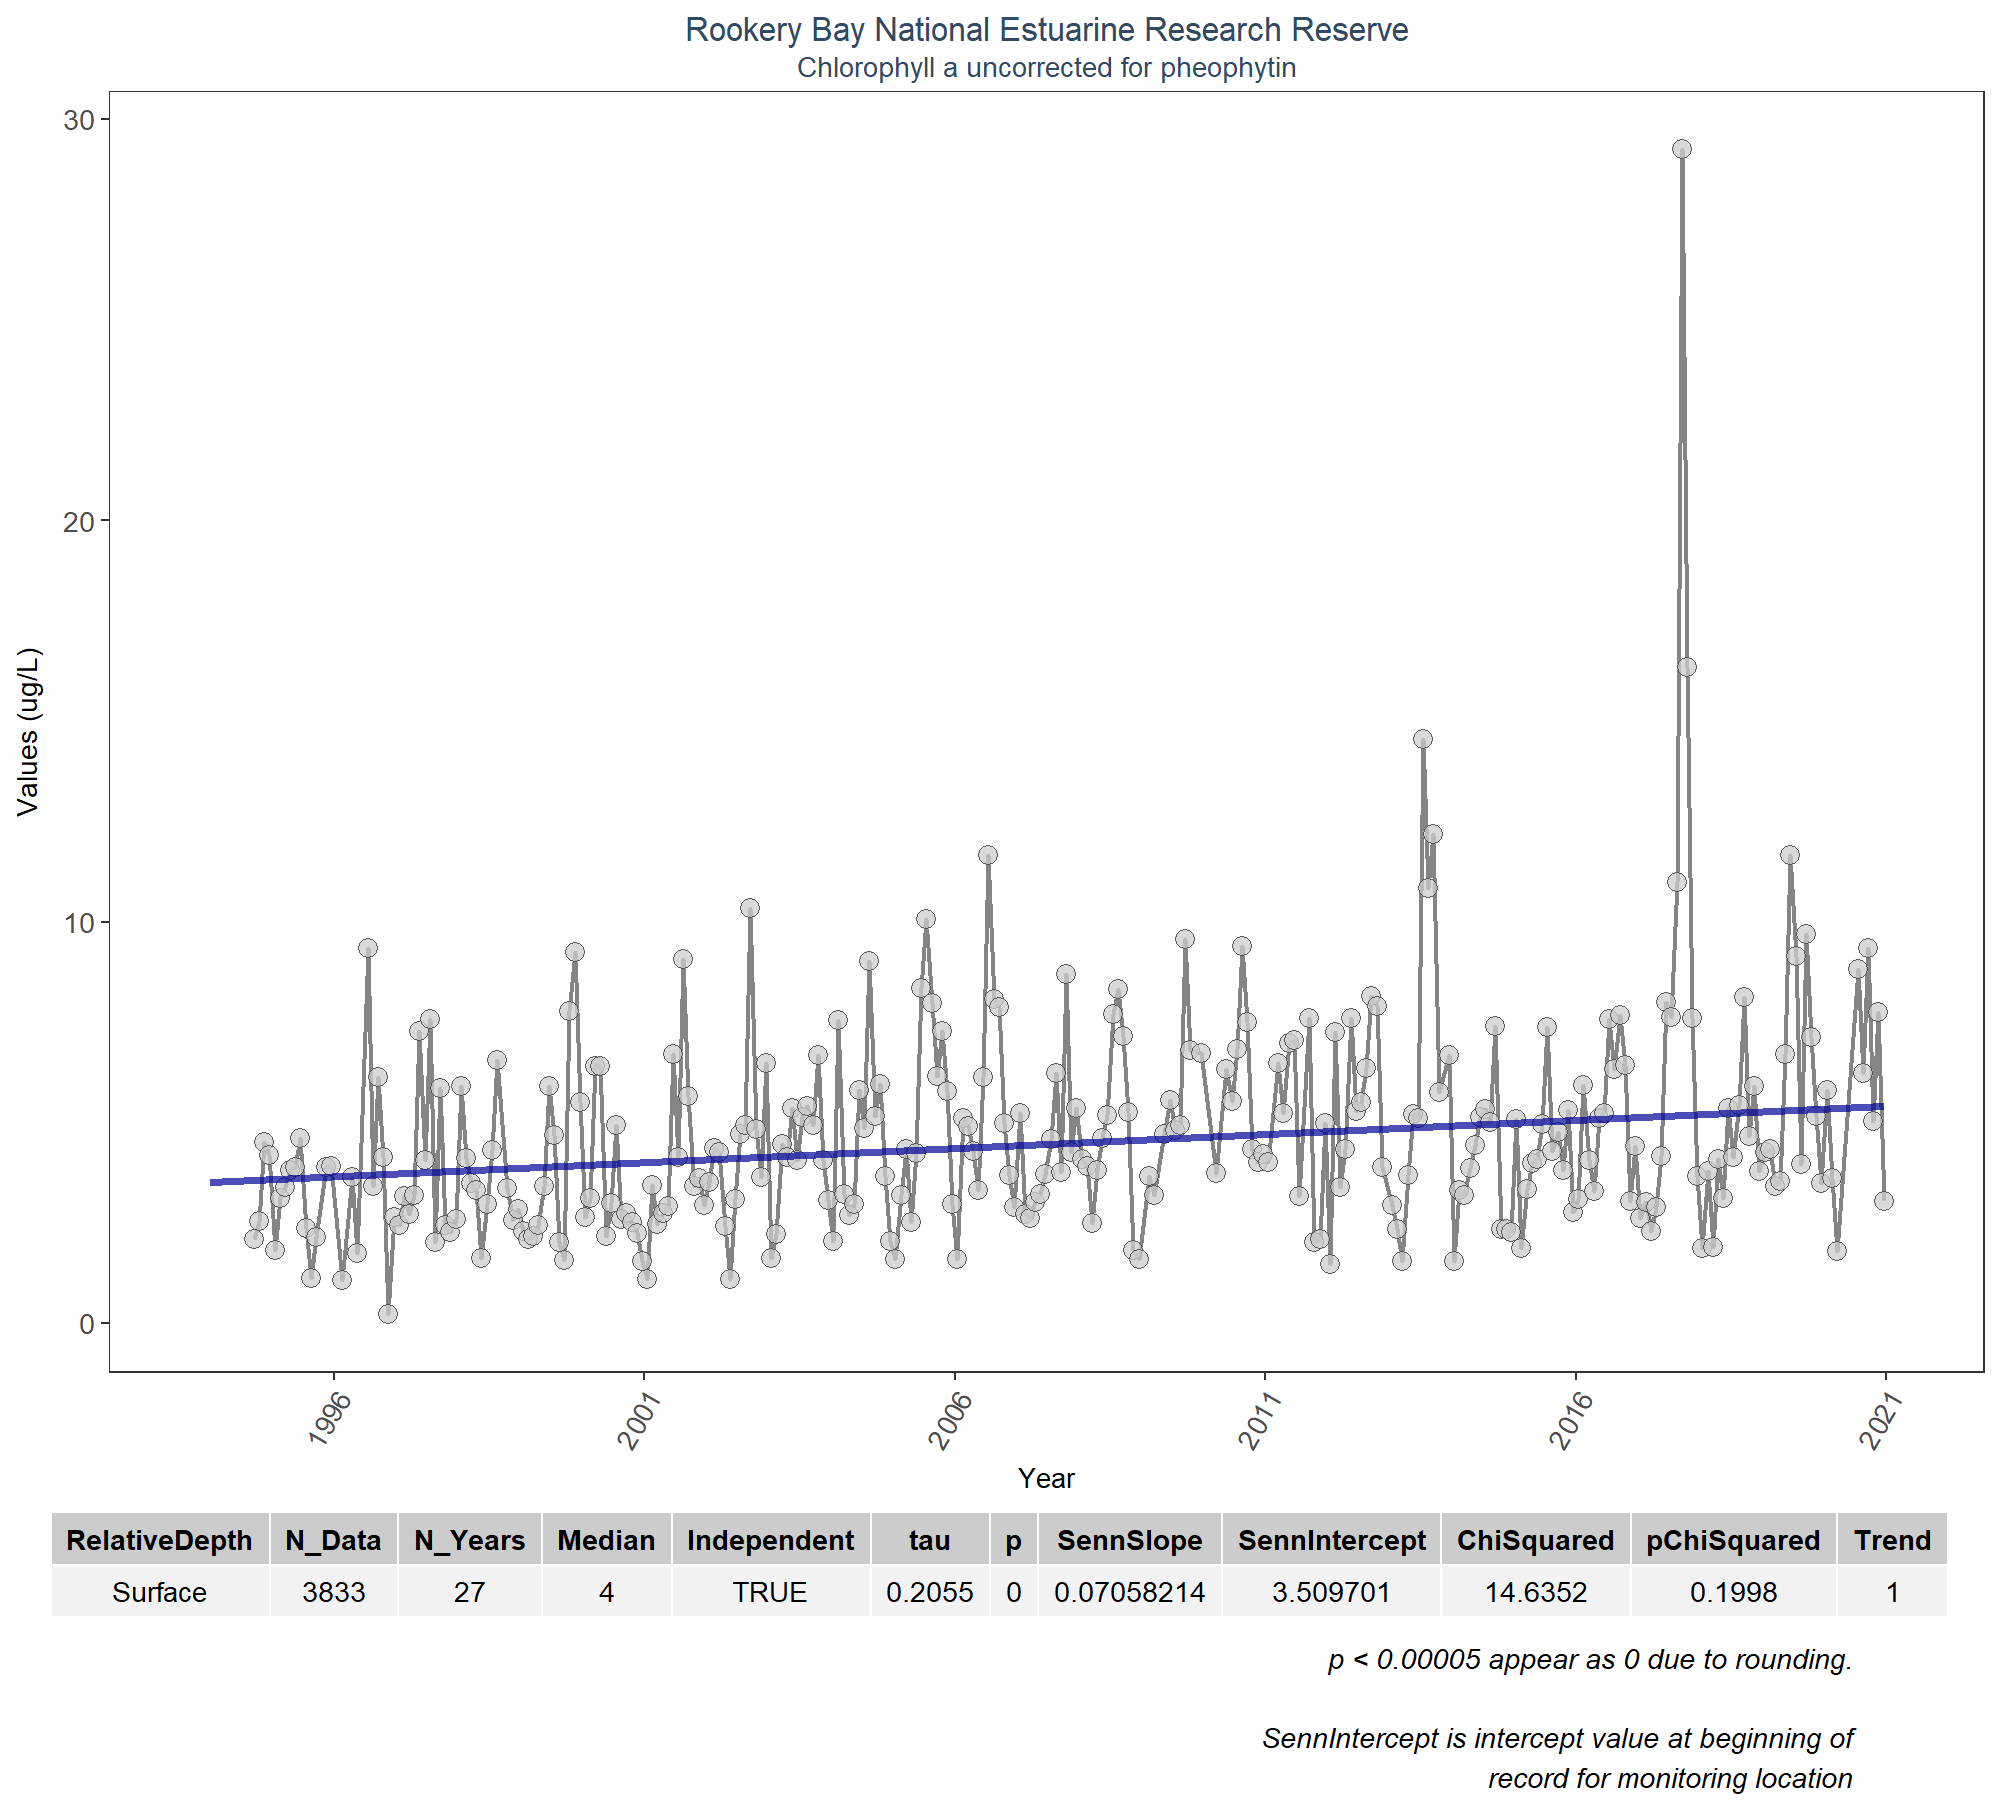 Rookery Bay National Estuarine Research Reserve
Chlorophyll a uncorrected for pheophytin
30
20
10
0
Values (ug/L)
1996 2001 2006 2011 2016 2021
Year
RelativeDepth N_Data N_Years Median Independent tau p SennSlope SennIntercept ChiSquared pChiSquared Trend
Surface 3833 27 4 TRUE 0.2055 0 0.07058214 3.509701 14.6352 0.1998 1
p < 0.00005 appear as 0 due to rounding.
SennIntercept is intercept value at beginning of
record for monitoring location